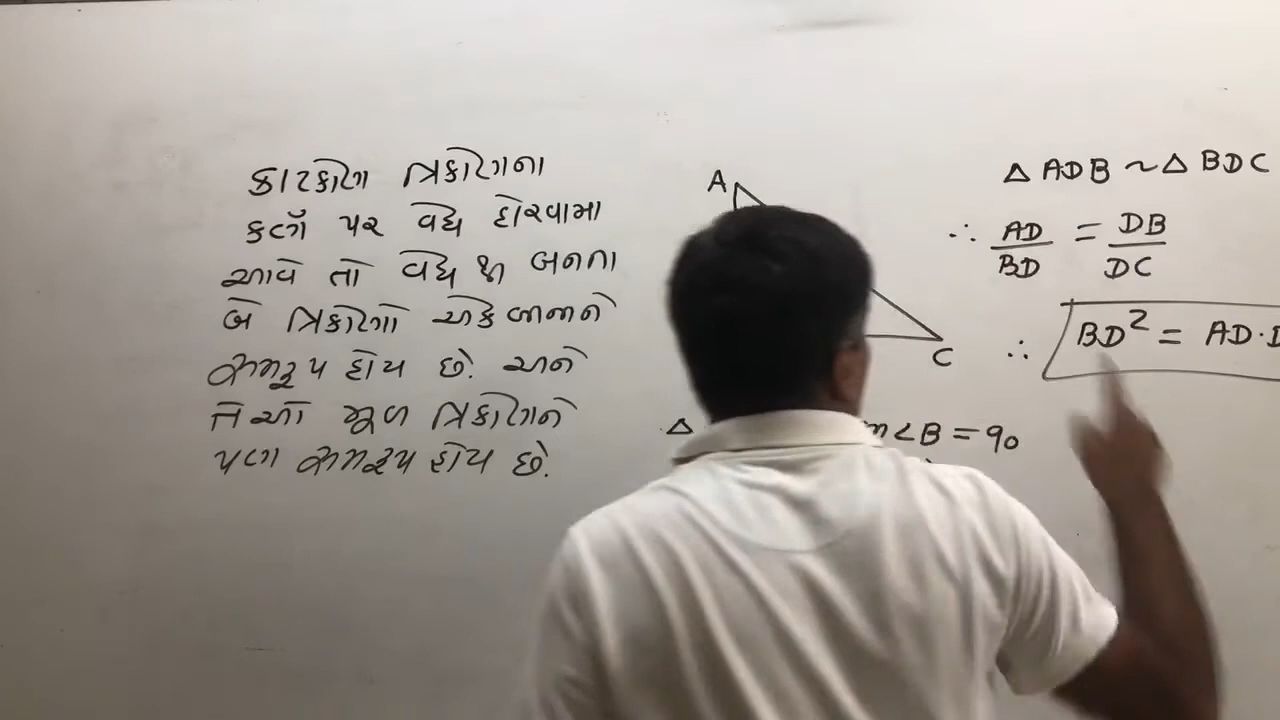 કાટકોણ ત્રિકોણના
કર્ણ પર વેધ દોરવામા
આવે તો વેધ થી બનતા
બે ત્રિકોણો એકે બીજાને
સમરૂપ હોય છે. અને
તેઓ મૂળ ત્રિકોણને
પણ સમરૂપ હોય છે.
A
C
Δ
m∠B = 90
Δ ADB ~ Δ BDC
∴ AD/BD = DB/DC
∴ BD² = AD·D